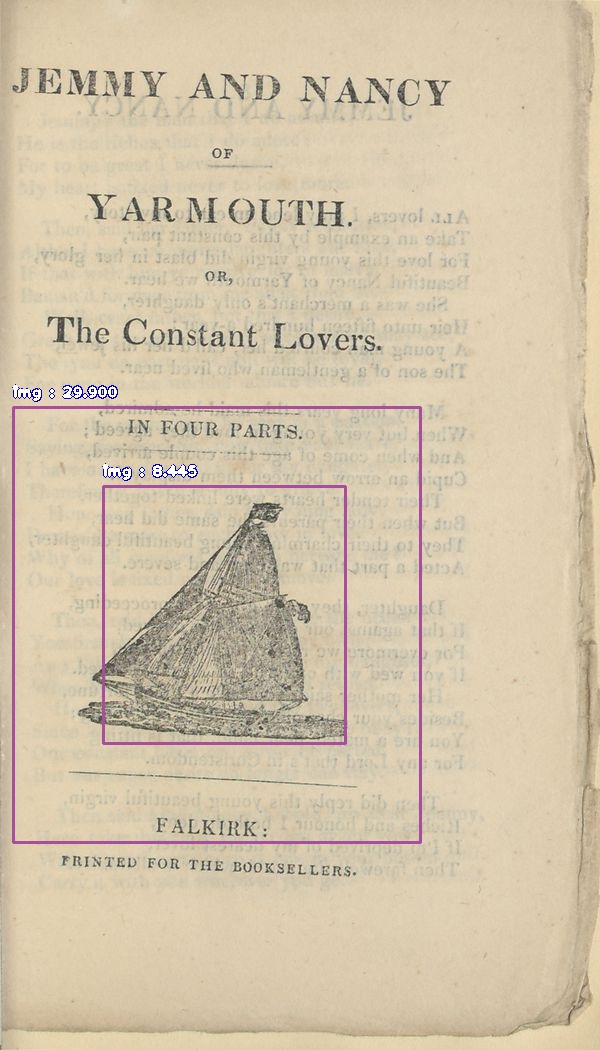 JEMMY AND NANCY
OF
YARMOUTH.
OR,
The Constant Lovers.
img : 29.900
IN FOUR PARTS.
img : 8.445
FALKIRK:
PRINTED FOR THE BOOKSELLERS.